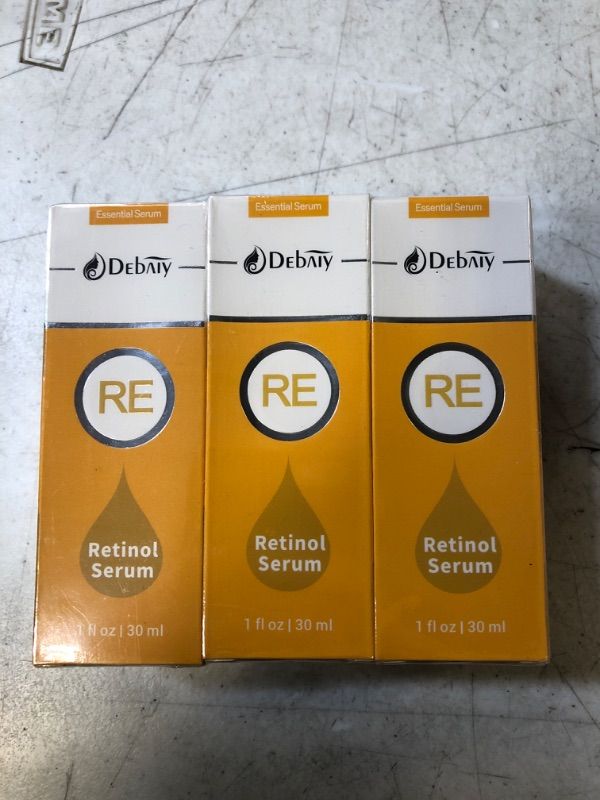 Essential Serum
DEBAIY
RE
Retinol
Serum
1 fl oz | 30 ml
Essential Serum
DEBAIY
RE
Retinol
Serum
1 fl oz | 30 ml
Essential Serum
DEBAIY
RE
Retinol
Serum
1 fl oz | 30 ml